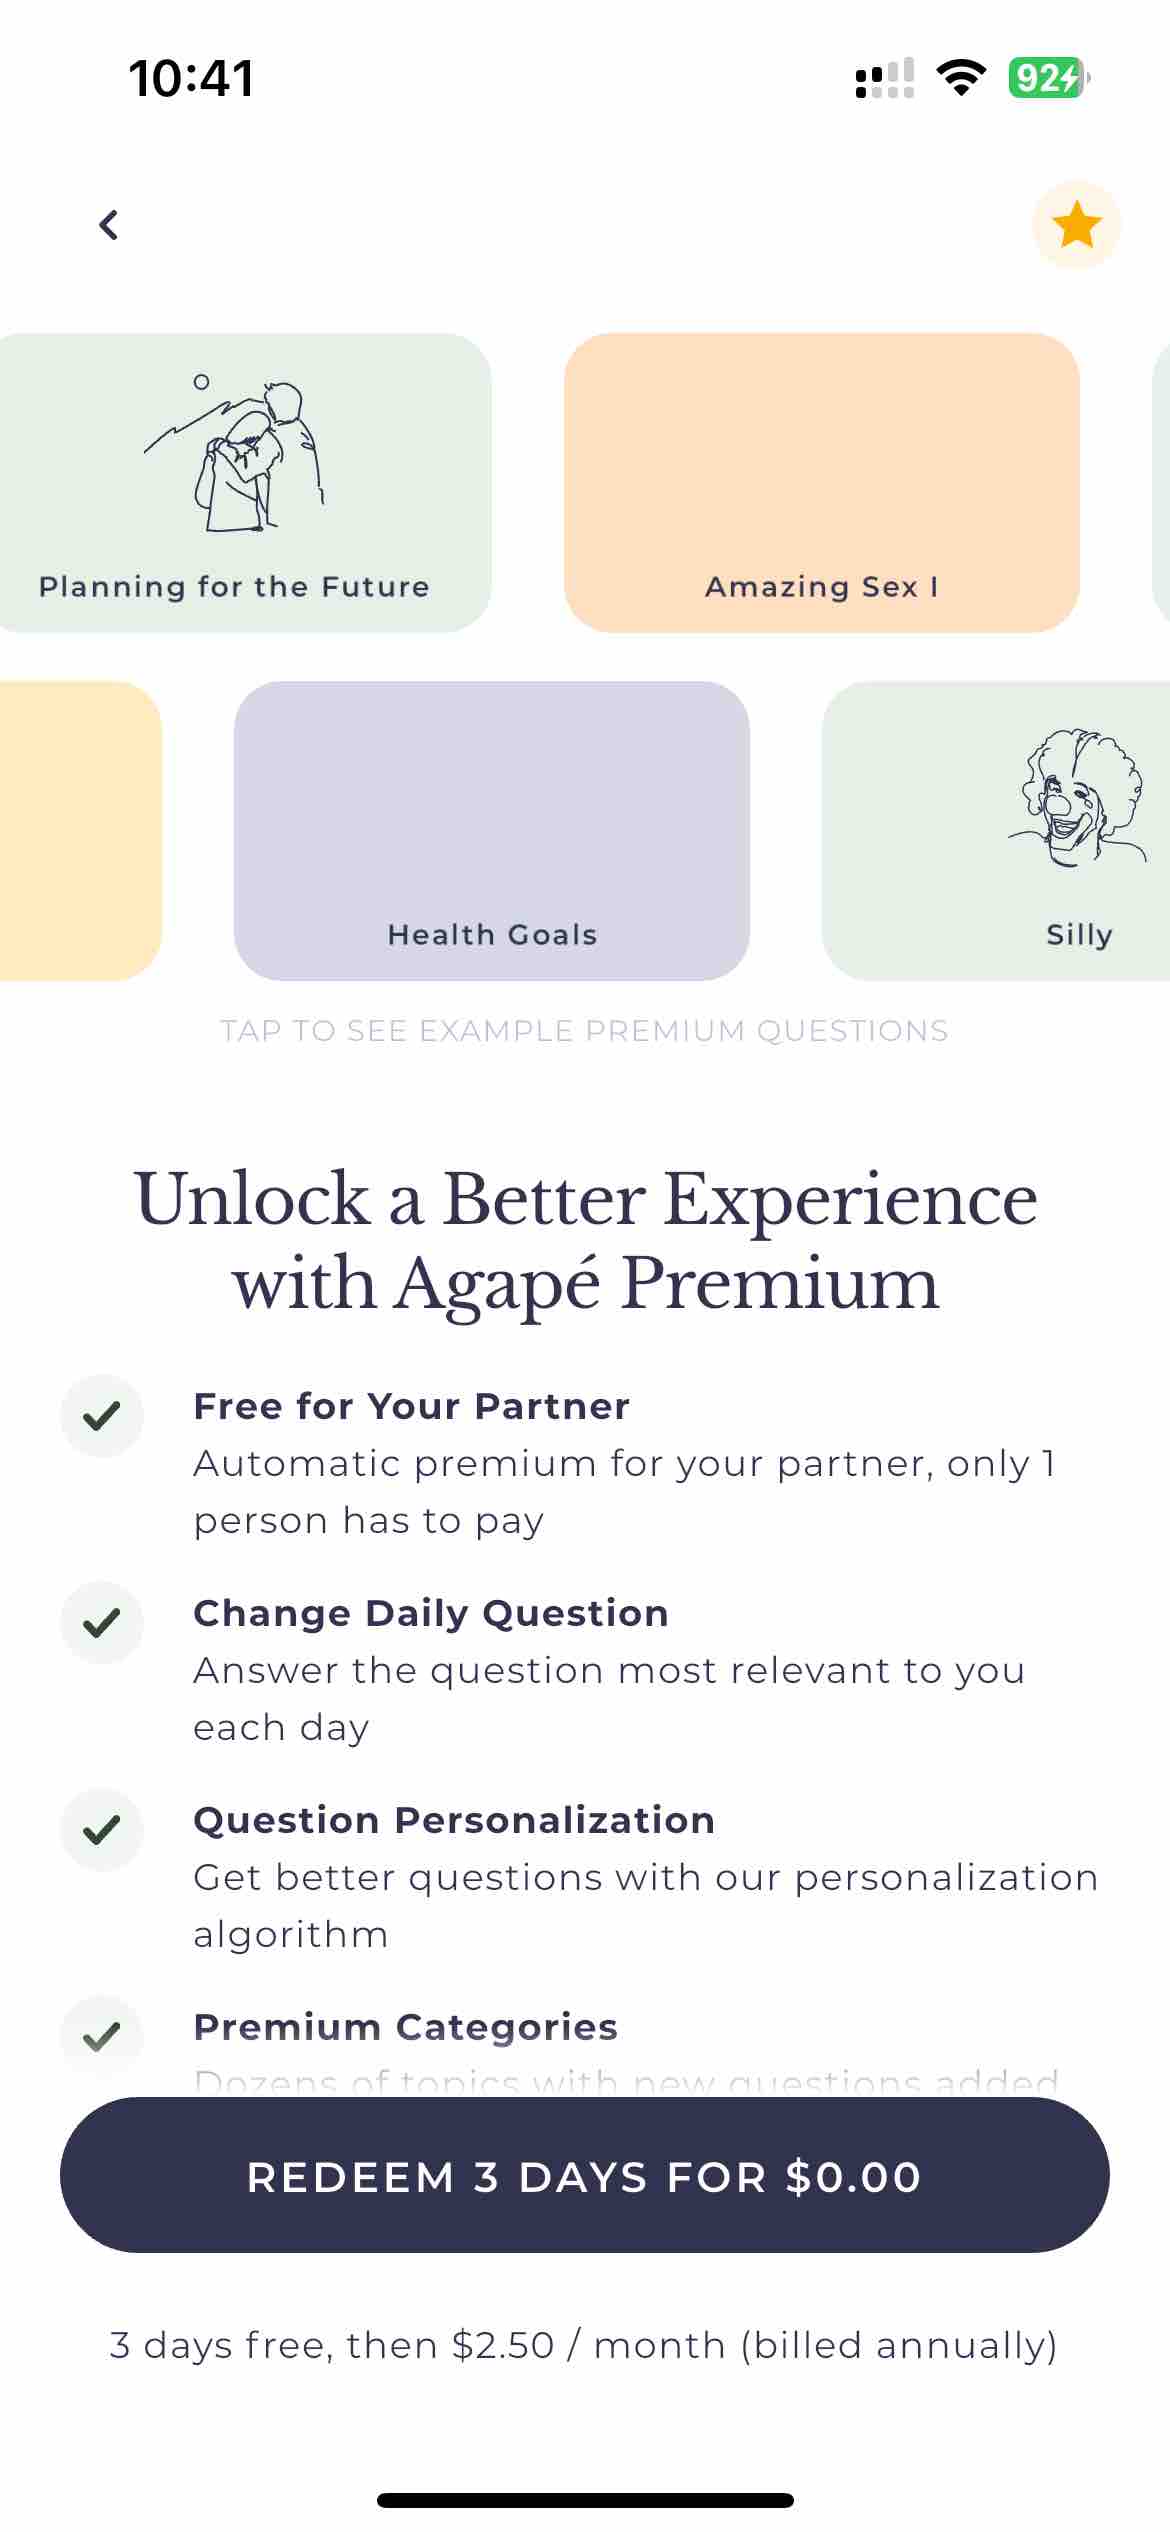 10:41
92
Planning for the Future
Amazing Sex I
Health Goals
Silly
TAP TO SEE EXAMPLE PREMIUM QUESTIONS
Unlock a Better Experience
with Agapé Premium
Free for Your Partner
Automatic premium for your partner, only 1
person has to pay
Change Daily Question
Answer the question most relevant to you
each day
Question Personalization
Get better questions with our personalization
algorithm
Premium Categories
Dozens of topics with new questions added
REDEEM 3 DAYS FOR $0.00
3 days free, then $2.50 / month (billed annually)